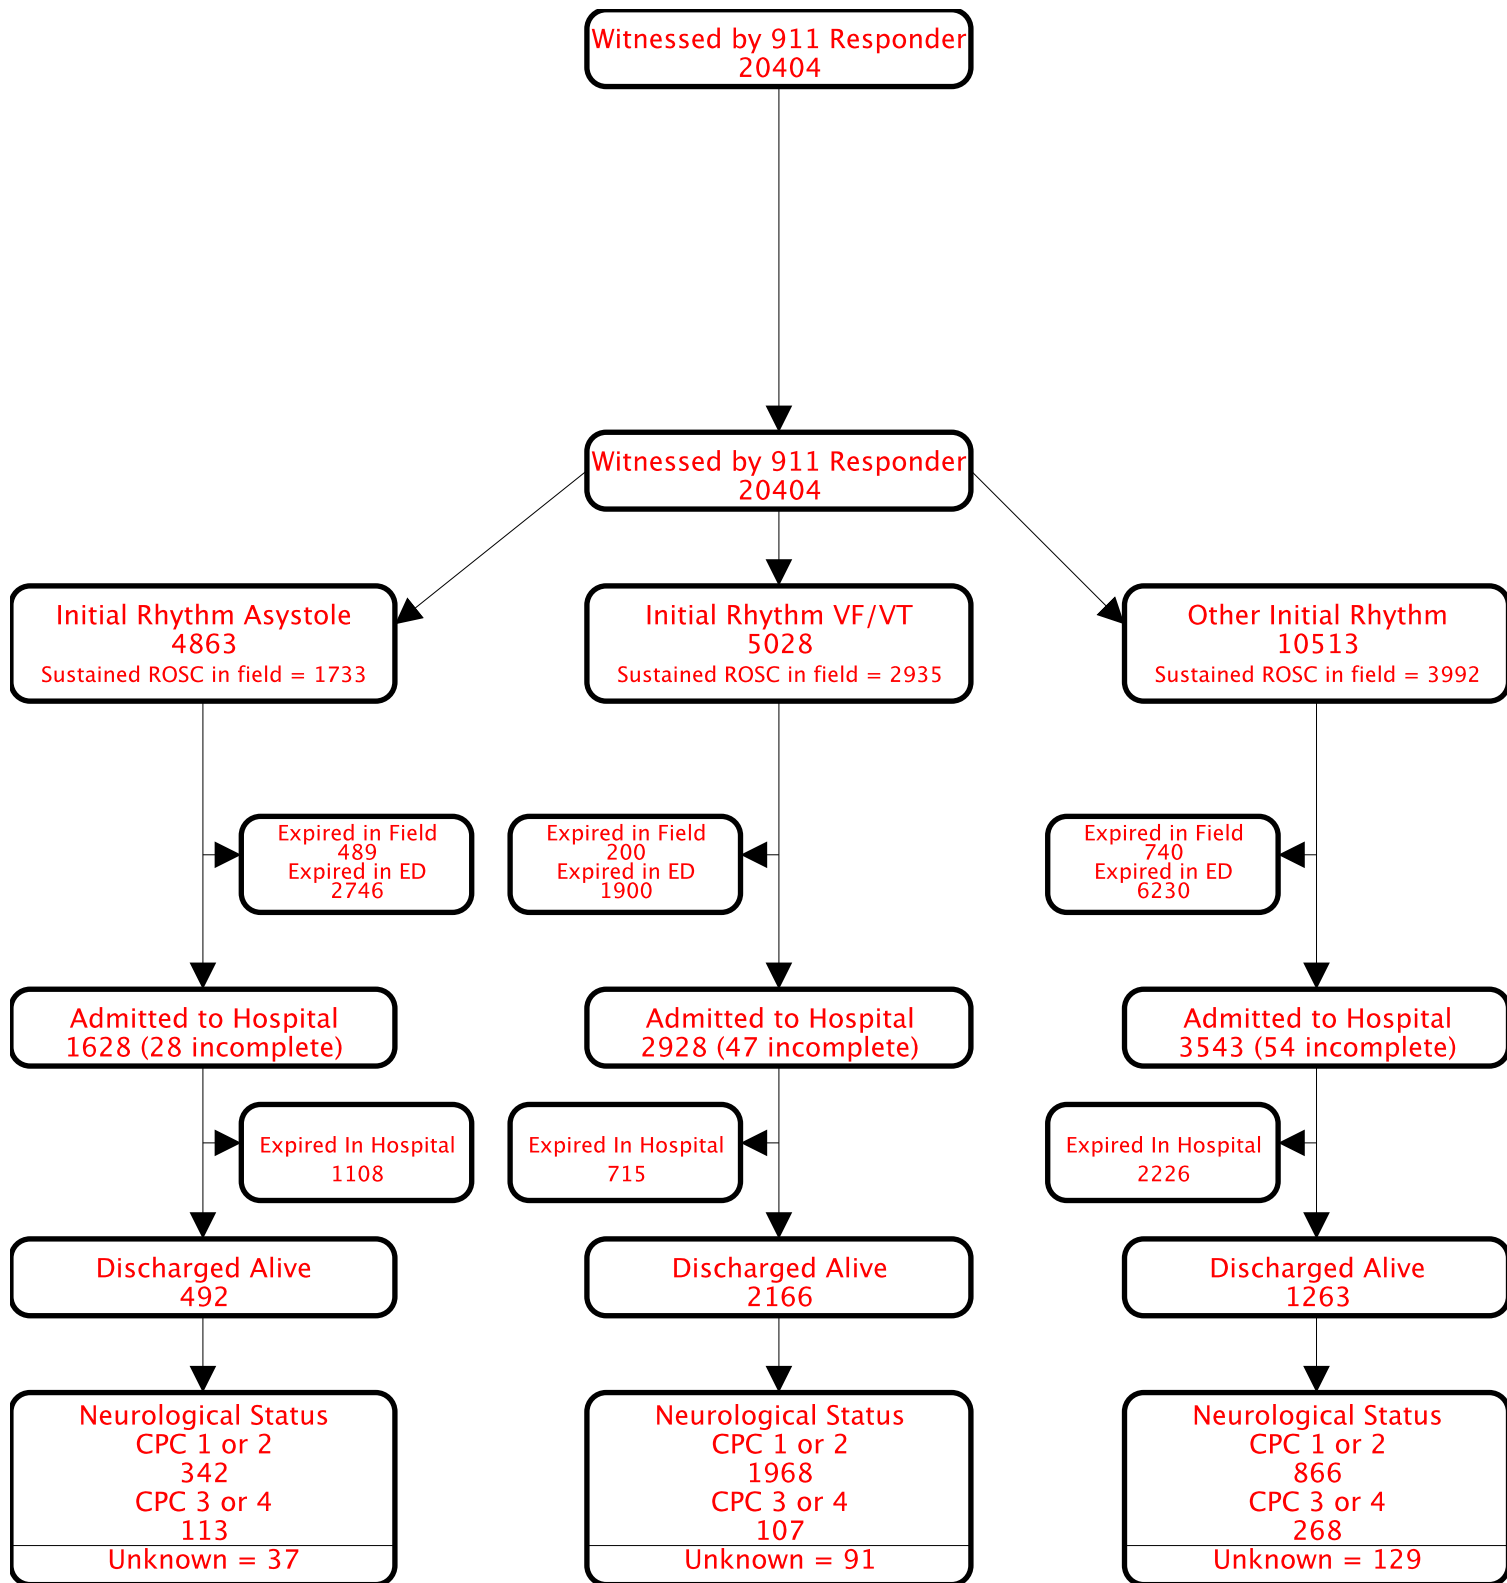 Witnessed by 911 Responder
20404
Witnessed by 911 Responder
20404
Initial Rhythm Asystole
4863
Sustained ROSC in field = 1733
Initial Rhythm VF/VT
5028
Sustained ROSC in field = 2935
Other Initial Rhythm
10513
Sustained ROSC in field = 3992
Expired in Field
489
Expired in ED
2746
Expired in Field
200
Expired in ED
1900
Expired in Field
740
Expired in ED
6230
Admitted to Hospital
1628 (28 incomplete)
Admitted to Hospital
2928 (47 incomplete)
Admitted to Hospital
3543 (54 incomplete)
Expired In Hospital
1108
Expired In Hospital
715
Expired In Hospital
2226
Discharged Alive
492
Discharged Alive
2166
Discharged Alive
1263
Neurological Status
CPC 1 or 2
342
CPC 3 or 4
113
Unknown = 37
Neurological Status
CPC 1 or 2
1968
CPC 3 or 4
107
Unknown = 91
Neurological Status
CPC 1 or 2
866
CPC 3 or 4
268
Unknown = 129